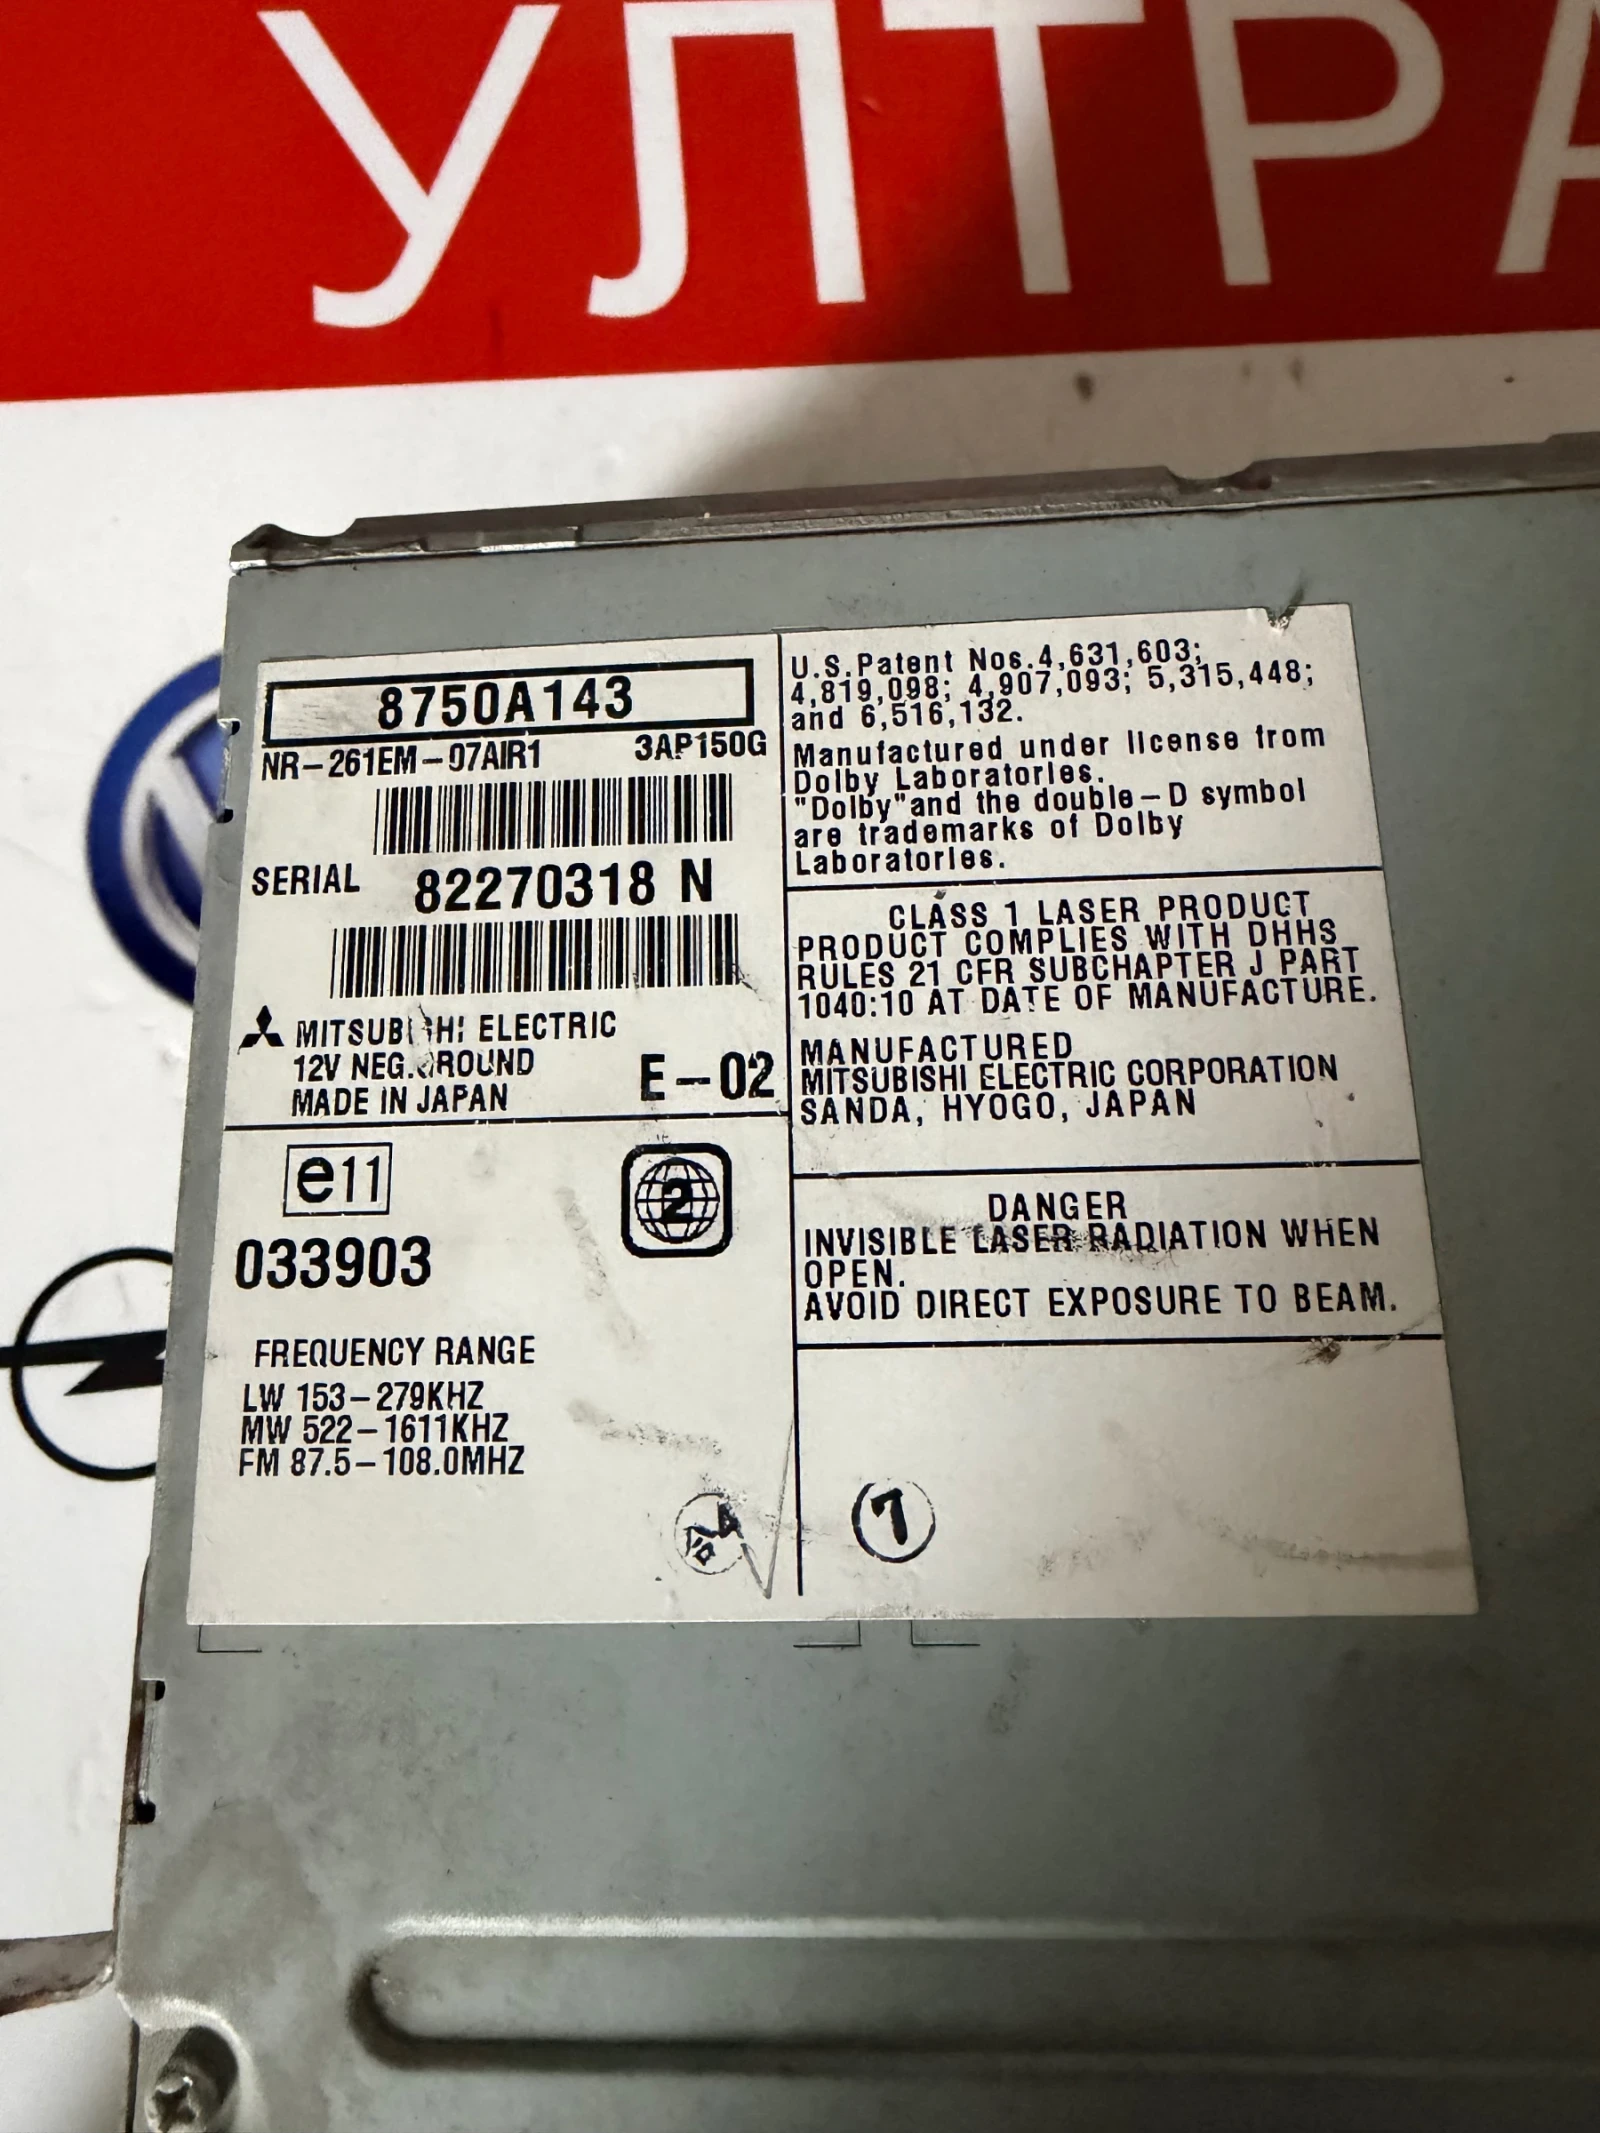 УЛТРА
8750A143
NR-261EM-07AIR1 3AP150G
SERIAL 82270318 N
MITSUBISHI ELECTRIC
12V NEG.GROUND
MADE IN JAPAN
E-02
e11
2
033903
FREQUENCY RANGE
LW 153-279KHZ
MW 522-1611KHZ
FM 87.5-108.0MHZ
U.S.Patent Nos.4,631,603;
4,819,098; 4,907,093; 5,315,448;
and 6,516,132.
Manufactured under license from
Dolby Laboratories.
"Dolby"and the double-D symbol
are trademarks of Dolby
Laboratories.
CLASS 1 LASER PRODUCT
PRODUCT COMPLIES WITH DHHS
RULES 21 CFR SUBCHAPTER J PART
1040:10 AT DATE OF MANUFACTURE.
MANUFACTURED
MITSUBISHI ELECTRIC CORPORATION
SANDA, HYOGO, JAPAN
DANGER
INVISIBLE LASER RADIATION WHEN
OPEN.
AVOID DIRECT EXPOSURE TO BEAM.
7